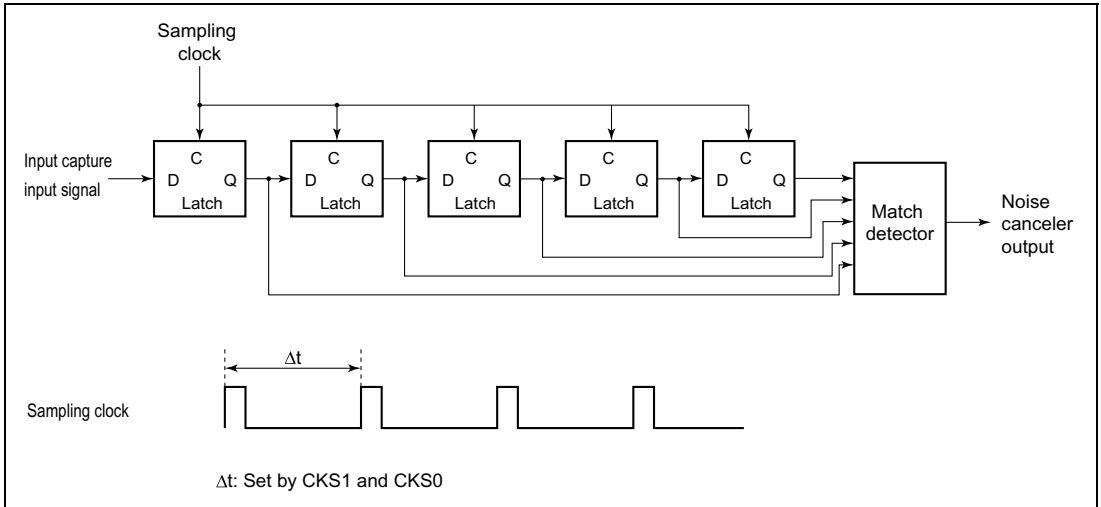 Sampling
clock
Input capture
input signal
C
D Q
Latch
C
D Q
Latch
C
D Q
Latch
C
D Q
Latch
C
D Q
Latch
Match
detector
Noise
canceler
output
Δt
Sampling clock
Δt: Set by CKS1 and CKS0